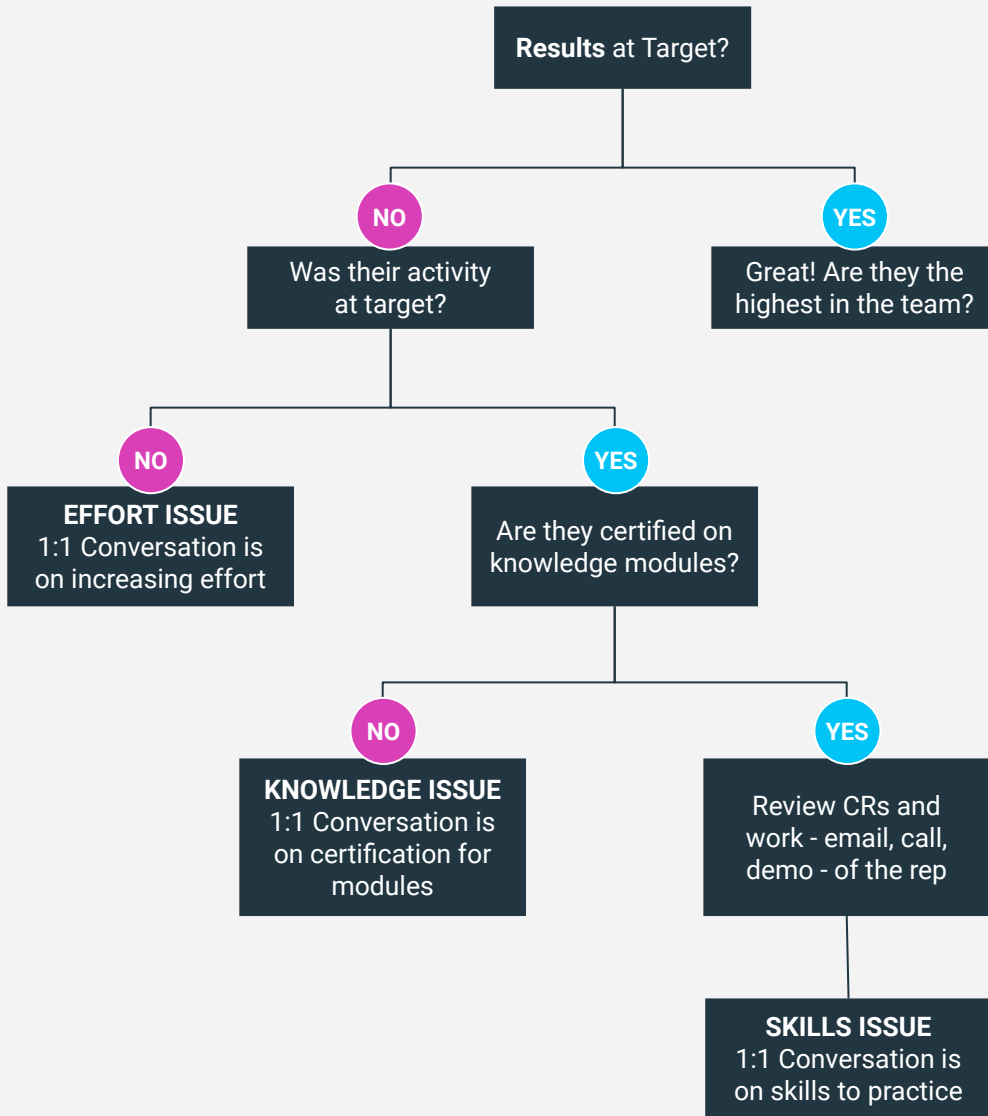 Results at Target?
NO
YES
Was their activity
at target?
Great! Are they the
highest in the team?
NO
YES
EFFORT ISSUE
1:1 Conversation is
on increasing effort
Are they certified on
knowledge modules?
NO
YES
KNOWLEDGE ISSUE
1:1 Conversation is
on certification for
modules
Review CRs and
work - email, call,
demo - of the rep
SKILLS ISSUE
1:1 Conversation is
on skills to practice